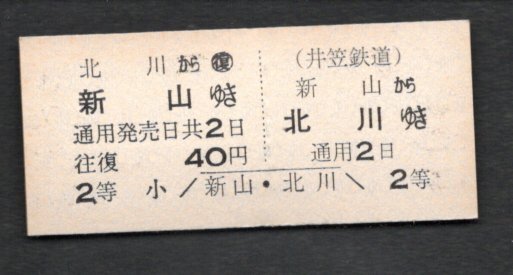 北川から復
新山ゆき
通用発売日共2日
往復 40円
2等 小 /新山・北川\ 2等
(井笠鉄道)
新山から
北川ゆき
通用2日